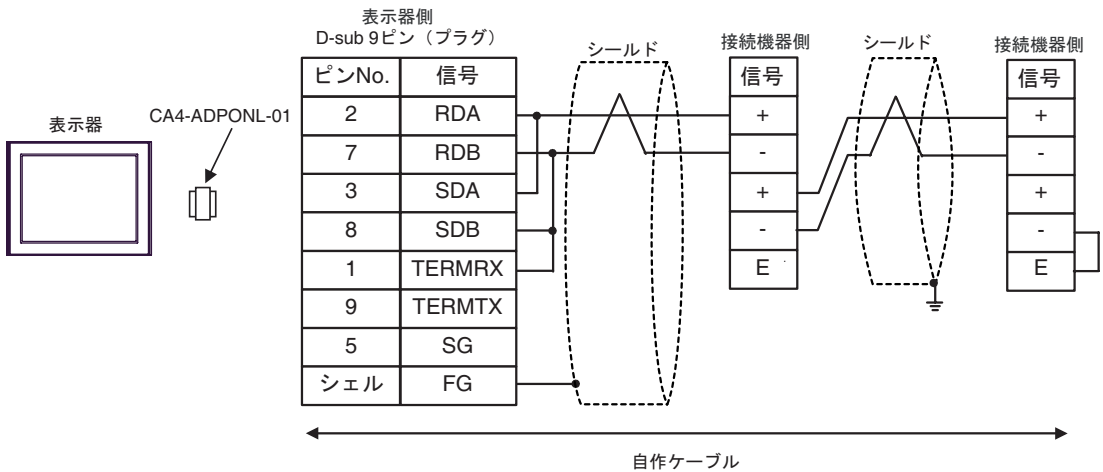 表示器側
D-sub 9ピン（プラグ）
シールド
接続機器側
シールド
接続機器側
表示器
CA4-ADPONL-01
ピンNo. 信号
2 RDA
7 RDB
3 SDA
8 SDB
1 TERMRX
9 TERMTX
5 SG
シェル FG
信号
+
-
+
-
E
信号
+
-
+
-
E
自作ケーブル